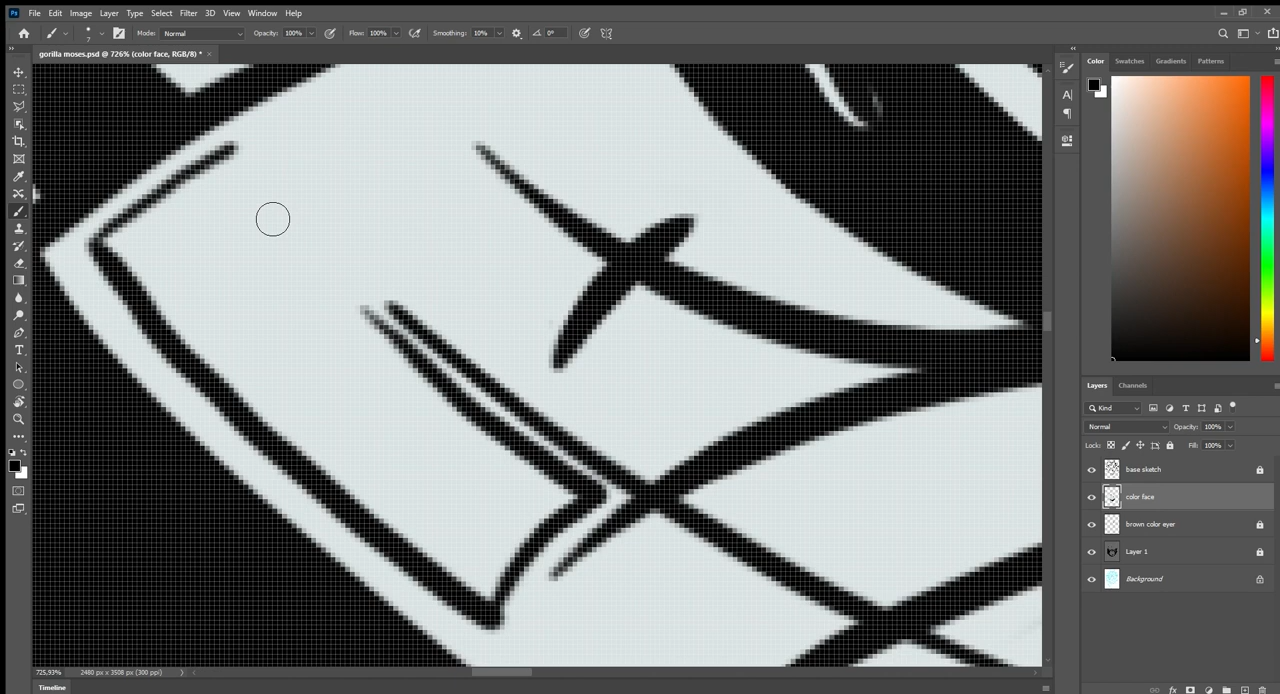 Ps File Edit Image Layer Type Select Filter 3D View Window Help
7 Mode: Normal Opacity: 100% Flow: 100% Smoothing: 10% 0°
gorilla moses.psd @ 726% (color face, RGB/8) * ×
Color Swatches Gradients Patterns
Layers Channels
Kind
Normal Opacity: 100%
Lock: Fill: 100%
base sketch
color face
brown color eyer
Layer 1
Background
725,93% 2480 px x 3508 px (300 ppi)
Timeline
fx